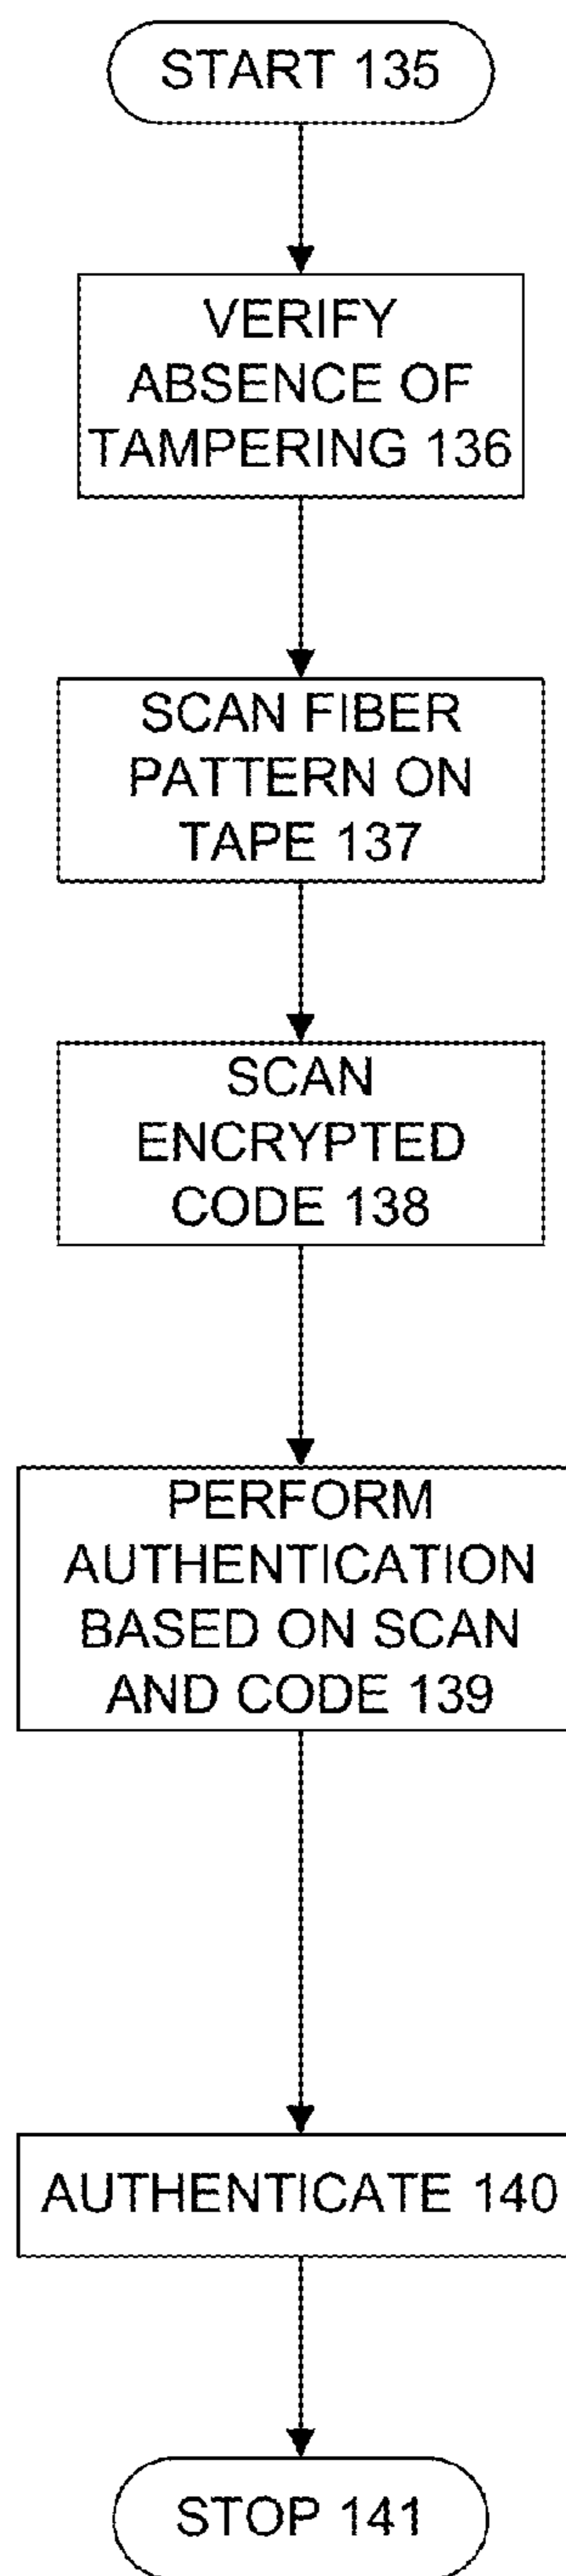 START 135
VERIFY
ABSENCE OF
TAMPERING 136
SCAN FIBER
PATTERN ON
TAPE 137
SCAN
ENCRYPTED
CODE 138
PERFORM
AUTHENTICATION
BASED ON SCAN
AND CODE 139
AUTHENTICATE 140
STOP 141